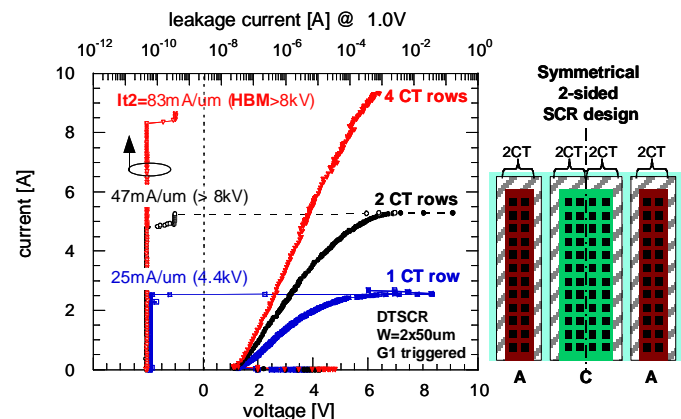 leakage current [A] @ 1.0V
10^-12 10^-10 10^-8 10^-6 10^-4 10^-2 10^0
10
8
6
4
2
0
current [A]
It2=83mA/um (HBM>8kV)
4 CT rows
47mA/um (> 8kV)
2 CT rows
25mA/um (4.4kV)
1 CT row
DTSCR
W=2x50um
G1 triggered
0 2 4 6 8 10
voltage [V]
Symmetrical
2-sided
SCR design
2CT 2CT 2CT 2CT
A C A